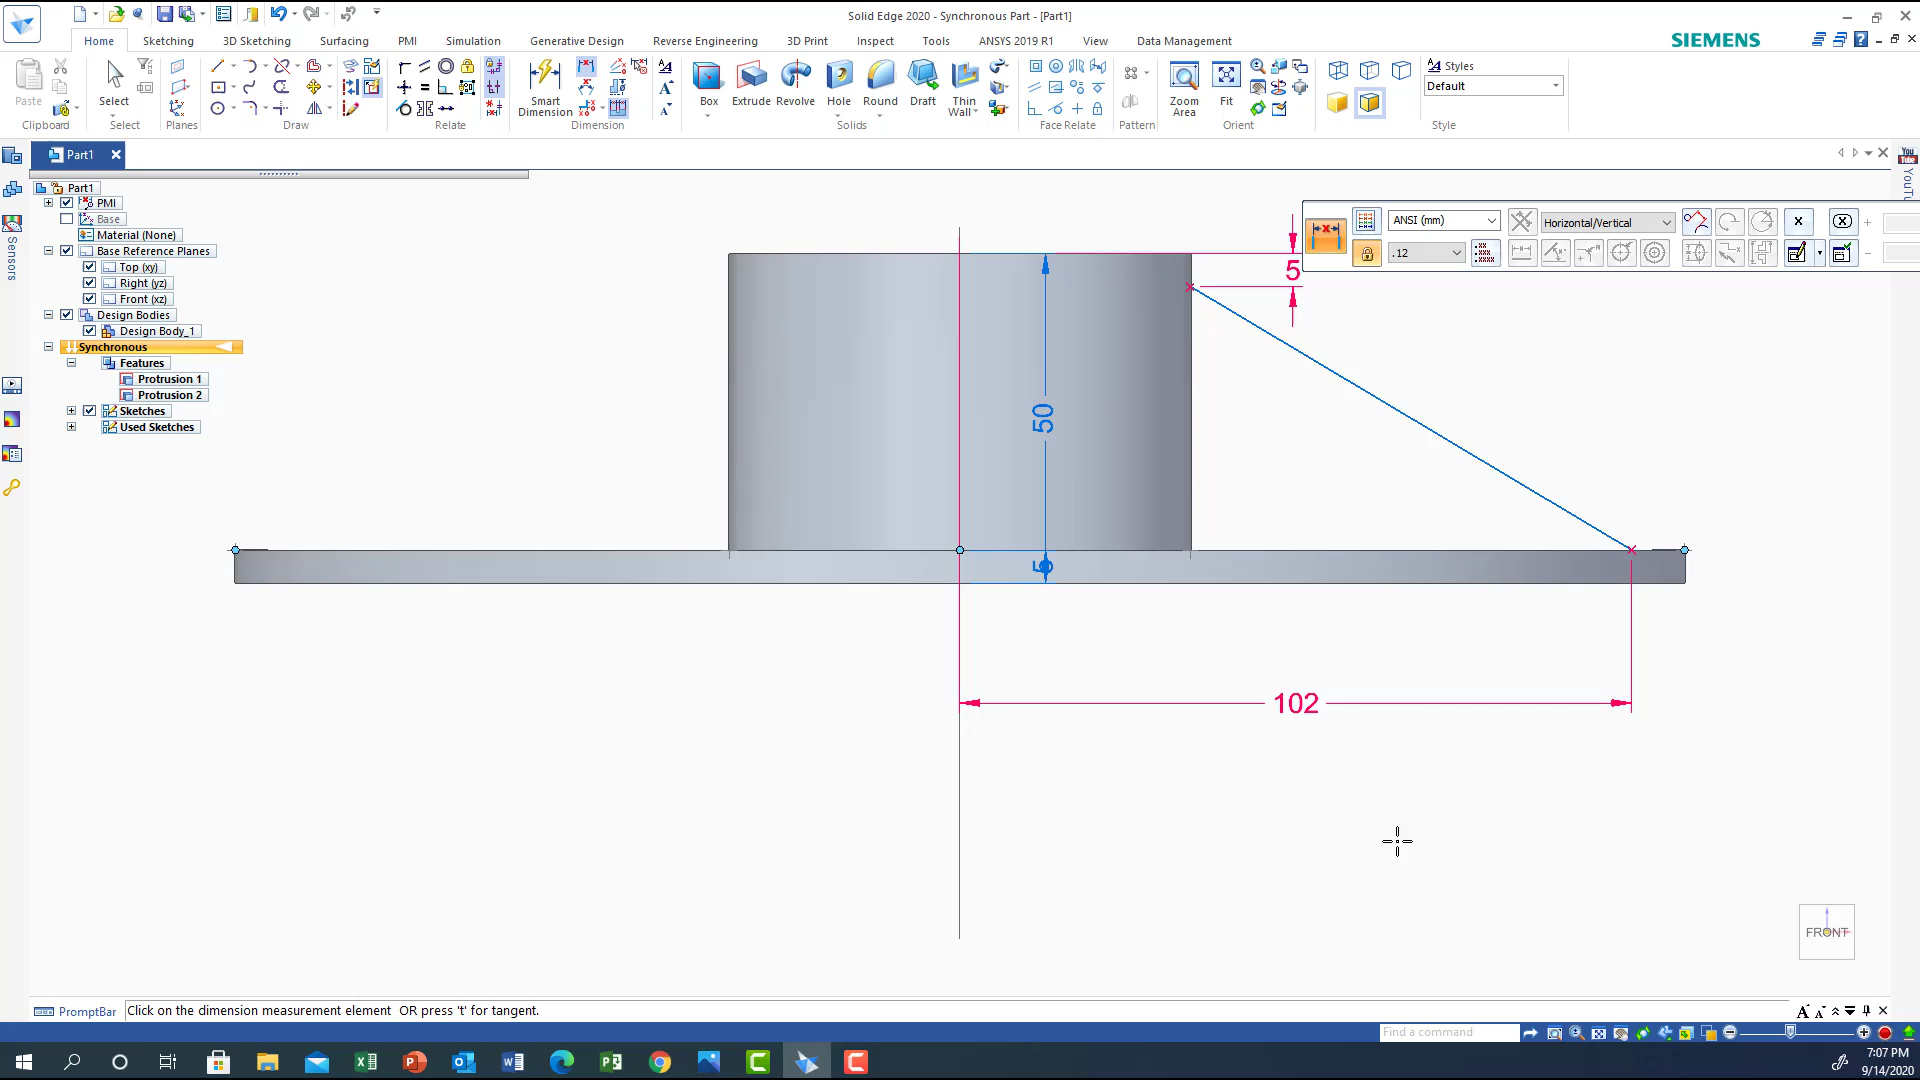 Solid Edge 2020 - Synchronous Part - [Part1]
Home Sketching 3D Sketching Surfacing PMI Simulation Generative Design Reverse Engineering 3D Print Inspect Tools ANSYS 2019 R1 View Data Management
SIEMENS
Paste
Select
Smart Dimension
Box Extrude Revolve Hole Round Draft Thin Wall
Zoom Area
Fit
Styles
Default
Clipboard Select Planes Draw Relate Dimension Solids Face Relate Pattern Orient Style
Part1
You Tube
YouTu
Sensors
Part1
PMI
Base
Material (None)
Base Reference Planes
Top (xy)
Right (yz)
Front (xz)
Design Bodies
Design Body_1
Synchronous
Features
Protrusion 1
Protrusion 2
Sketches
Used Sketches
ANSI (mm)
Horizontal/Vertical
.12
5
50
5
102
FRONT
PromptBar
Click on the dimension measurement element OR press 't' for tangent.
Find a command
7:07 PM
9/14/2020